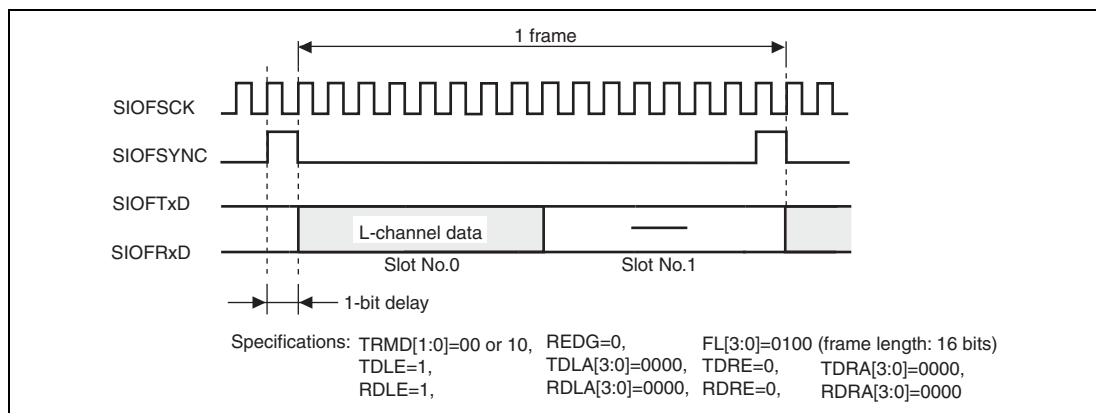 1 frame
SIOFSCK
SIOFSYNC
SIOFTxD
L-channel data
SIOFRxD
Slot No.0 Slot No.1
1-bit delay
Specifications: TRMD[1:0]=00 or 10, REDG=0, FL[3:0]=0100 (frame length: 16 bits)
TDLE=1, TDLA[3:0]=0000, TDRE=0, TDRA[3:0]=0000,
RDLE=1, RDLA[3:0]=0000, RDRE=0, RDRA[3:0]=0000